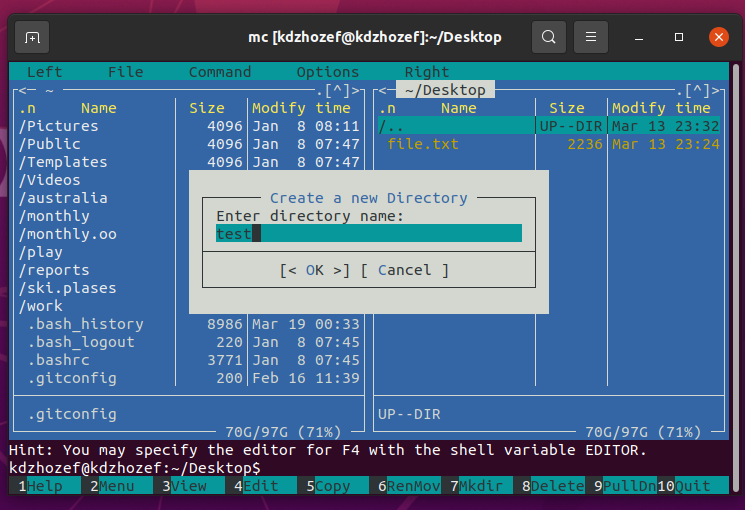 mc [kdzhozef@kdzhozef]:~/Desktop
Left File Command Options Right
<─ ~ ─.[^]>
<─ ~/Desktop ─.[^]>
.n Name Size Modify time
.n Name Size Modify time
/Pictures 4096 Jan 8 08:11
/.. UP--DIR Mar 13 23:32
/Public 4096 Jan 8 07:47
file.txt 2236 Mar 13 23:24
/Templates 4096 Jan 8 07:47
/Videos
/australia
/monthly
/monthly.oo
/play
/reports
/ski.plases
/work
Create a new Directory
Enter directory name:
test
[< OK >] [ Cancel ]
.bash_history 8986 Mar 19 00:33
.bash_logout 220 Jan 8 07:45
.bashrc 3771 Jan 8 07:45
.gitconfig 200 Feb 16 11:39
.gitconfig
UP--DIR
70G/97G (71%)
70G/97G (71%)
Hint: You may specify the editor for F4 with the shell variable EDITOR.
kdzhozef@kdzhozef:~/Desktop$
1Help 2Menu 3View 4Edit 5Copy 6RenMov 7Mkdir 8Delete 9PullDn 10Quit